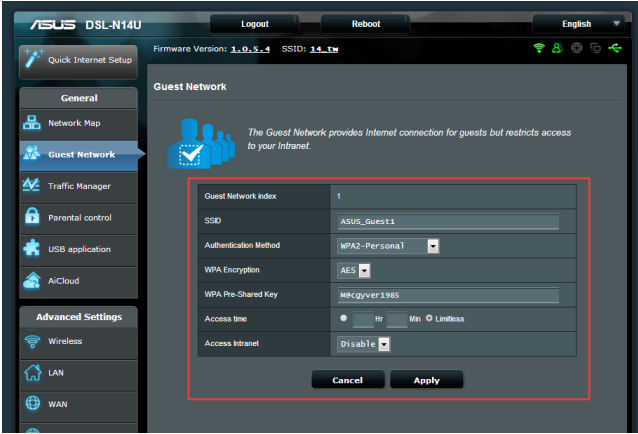 ASUS DSL-N14U Logout Reboot English
Quick Internet Setup
Firmware Version: 1.0.5.4 SSID: 14_tw
General
Network Map
Guest Network
Traffic Manager
Parental control
USB application
AiCloud
Advanced Settings
Wireless
LAN
WAN
Guest Network
The Guest Network provides Internet connection for guests but restricts access
to your Intranet.
Guest Network index 1
SSID ASUS_Guest1
Authentication Method WPA2-Personal
WPA Encryption AES
WPA Pre-Shared Key M@cgyver1985
Access time Hr Min Limitless
Access Intranet Disable
Cancel Apply